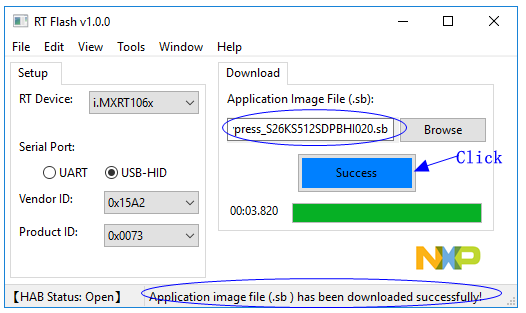 RT Flash v1.0.0
File Edit View Tools Window Help
Setup
RT Device: i.MXRT106x
Serial Port:
UART USB-HID
Vendor ID: 0x15A2
Product ID: 0x0073
Download
Application Image File (.sb):
press_S26KS512SDPBHI020.sb Browse
Success
Click
00:03.820
NXP
【HAB Status: Open】 Application image file (.sb ) has been downloaded successfully!